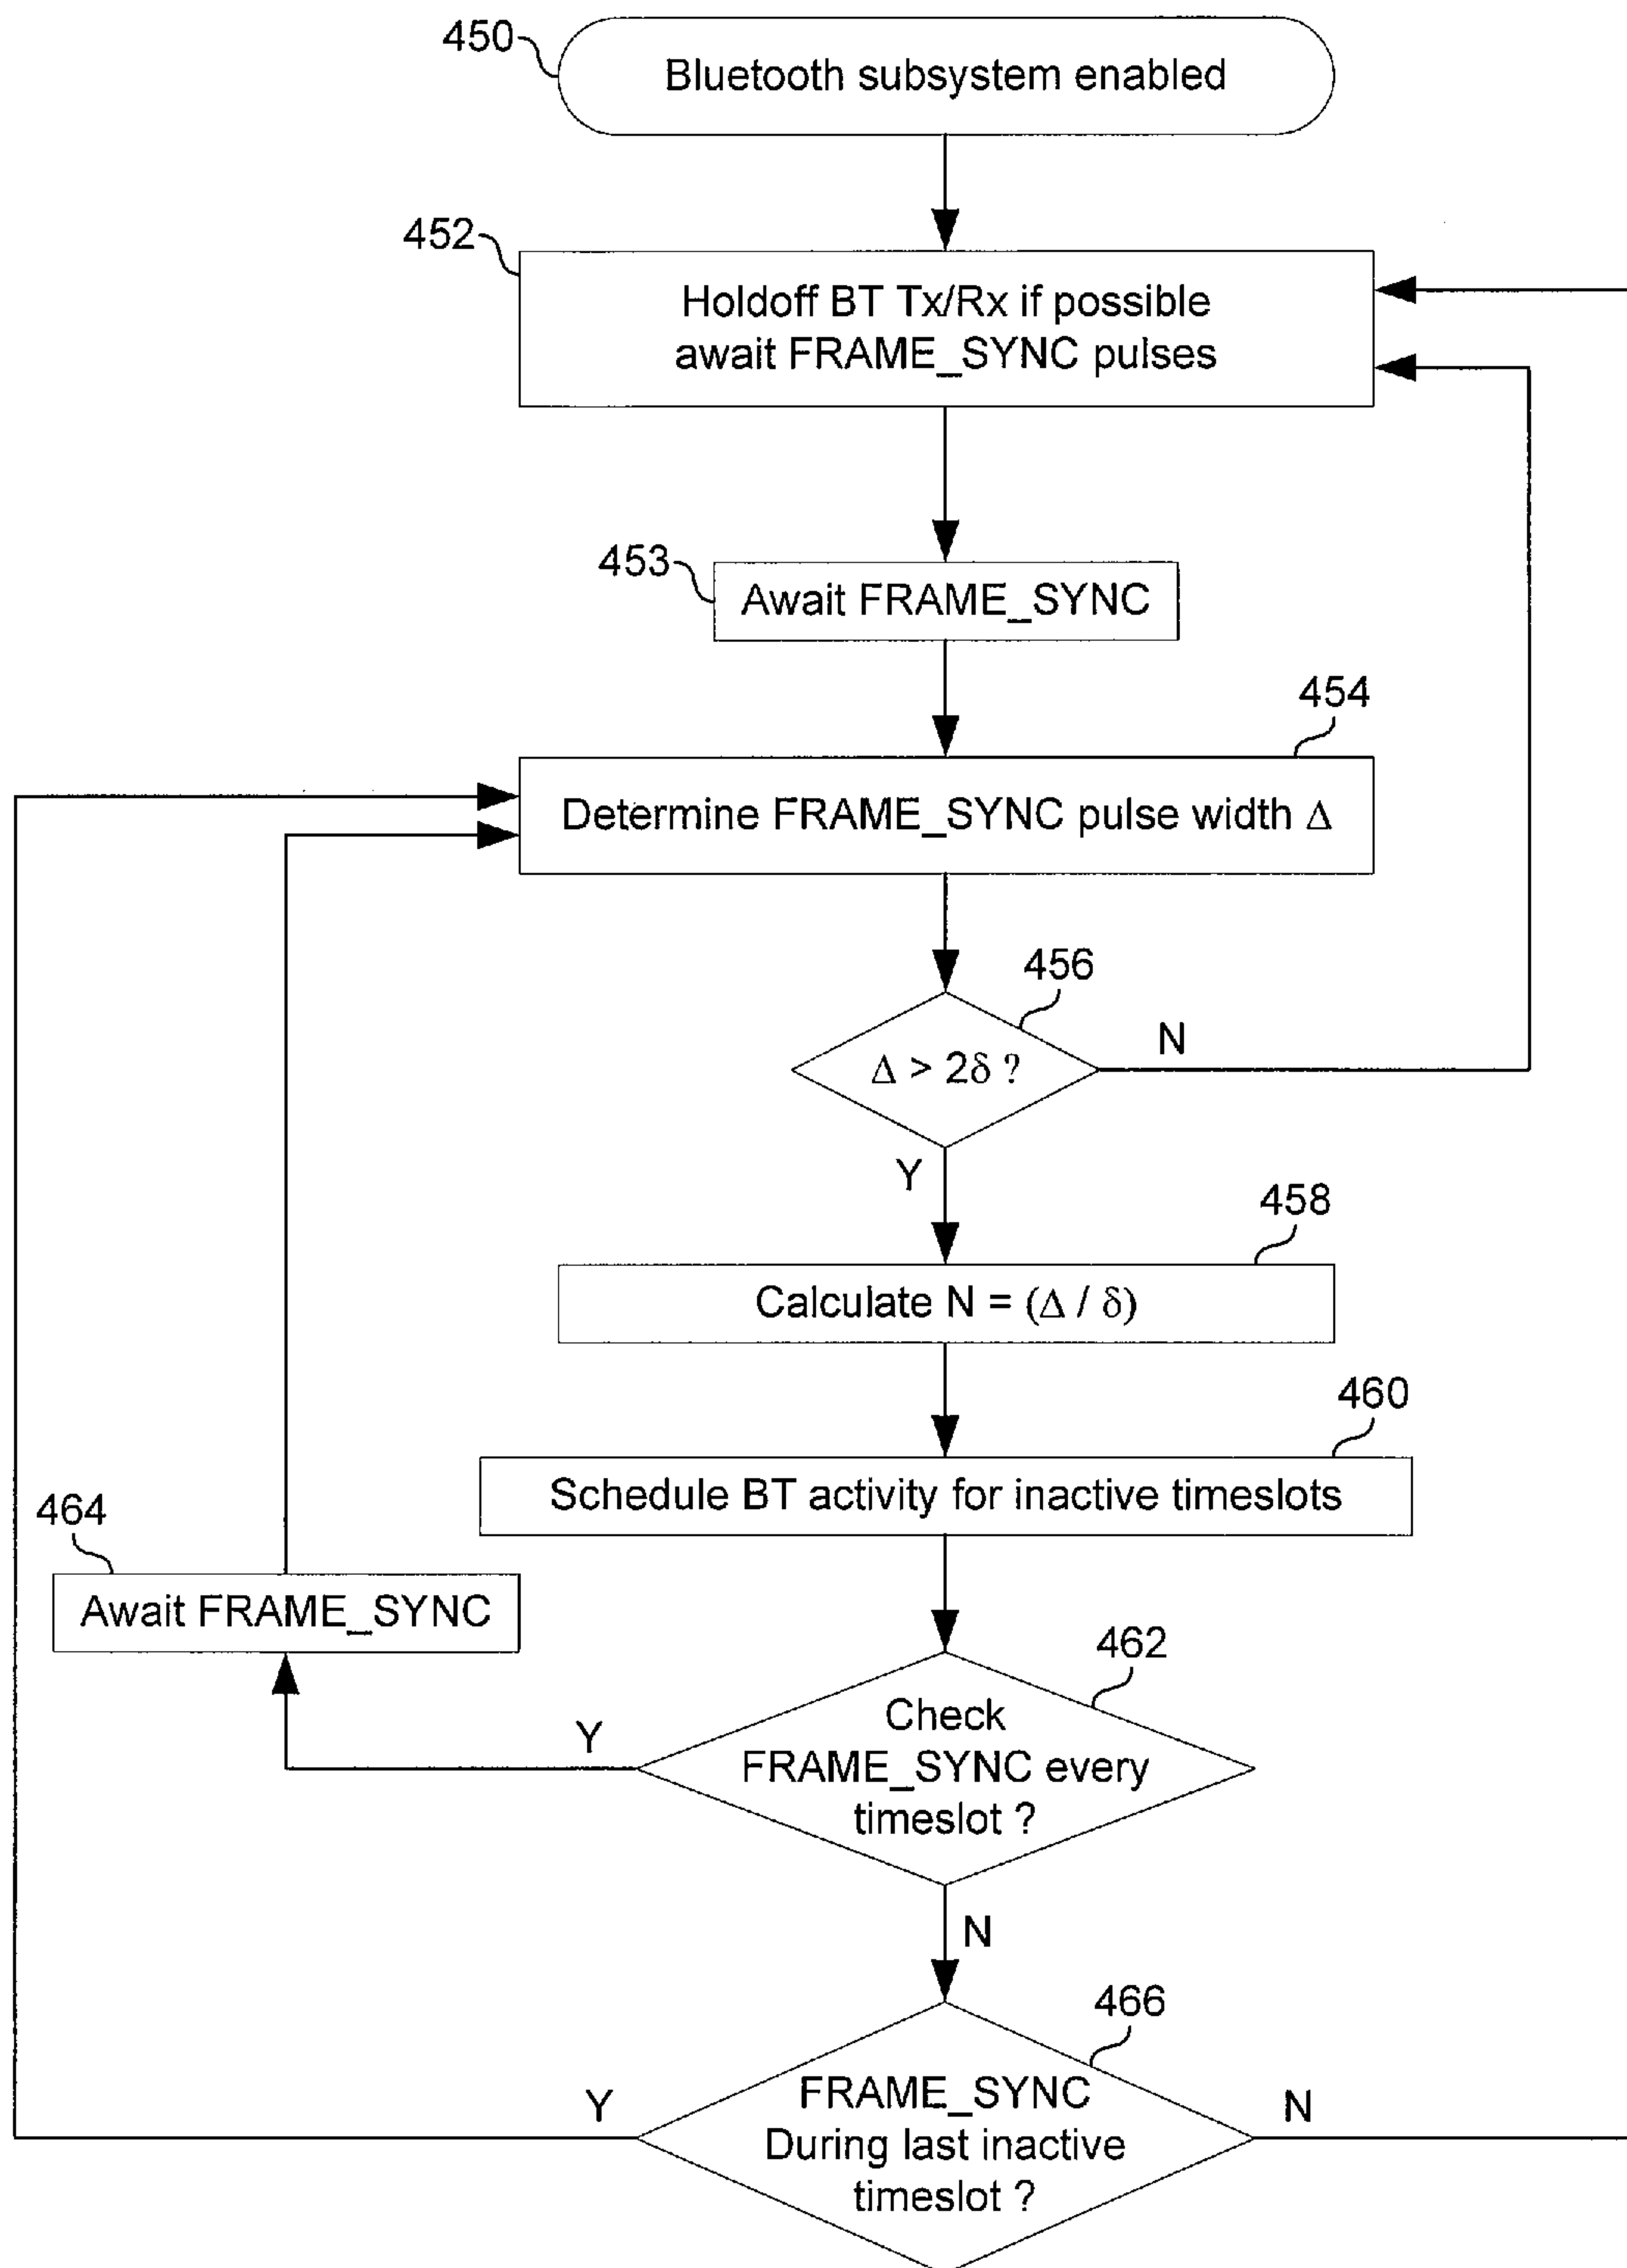 450
Bluetooth subsystem enabled
452
Holdoff BT Tx/Rx if possible
await FRAME_SYNC pulses
453
Await FRAME_SYNC
454
Determine FRAME_SYNC pulse width Δ
456
Δ > 2δ ?
N
Y
458
Calculate N = (Δ / δ)
460
Schedule BT activity for inactive timeslots
464
Await FRAME_SYNC
462
Check
FRAME_SYNC every
timeslot ?
Y
N
466
FRAME_SYNC
During last inactive
timeslot ?
Y
N